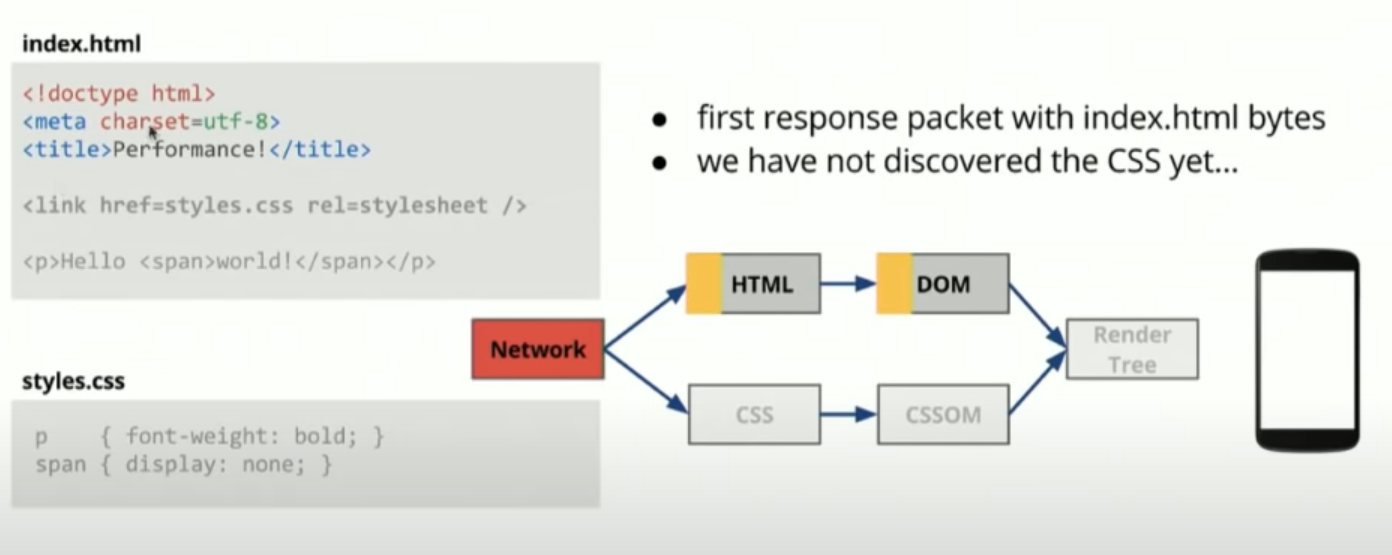 index.html
<!doctype html>
<meta charset=utf-8>
<title>Performance!</title>
<link href=styles.css rel=stylesheet />
<p>Hello <span>world!</span></p>
styles.css
p { font-weight: bold; }
span { display: none; }
● first response packet with index.html bytes
● we have not discovered the CSS yet...
Network
HTML
DOM
CSS
CSSOM
Render
Tree